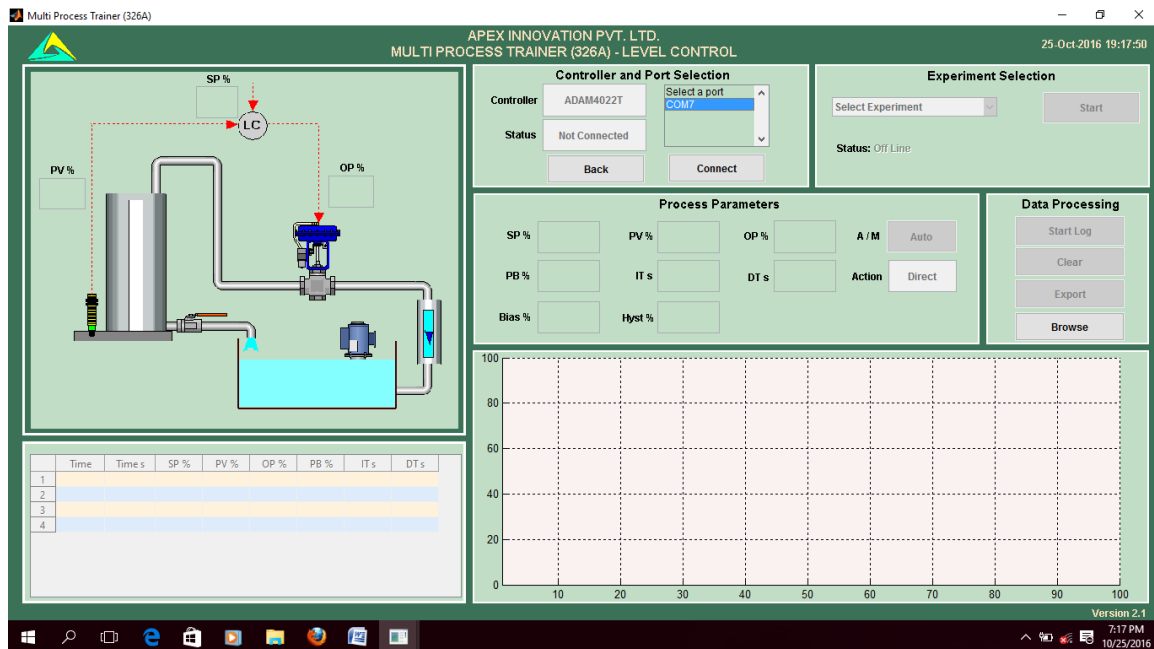 Multi Process Trainer (326A)
APEX INNOVATION PVT. LTD.
MULTI PROCESS TRAINER (326A) - LEVEL CONTROL
25-Oct-2016 19:17:50
SP %
LC
PV %
OP %
Controller and Port Selection
Controller
ADAM4022T
Select a port
COM7
Status
Not Connected
Back
Connect
Experiment Selection
Select Experiment
Start
Status: Off Line
Process Parameters
SP %
PV %
OP %
A / M
Auto
PB %
IT s
DT s
Action
Direct
Bias %
Hyst %
Data Processing
Start Log
Clear
Export
Browse
Time Time s SP % PV % OP % PB % IT s DT s
1
2
3
4
100
80
60
40
20
0
10 20 30 40 50 60 70 80 90 100
Version 2.1
7:17 PM
10/25/2016